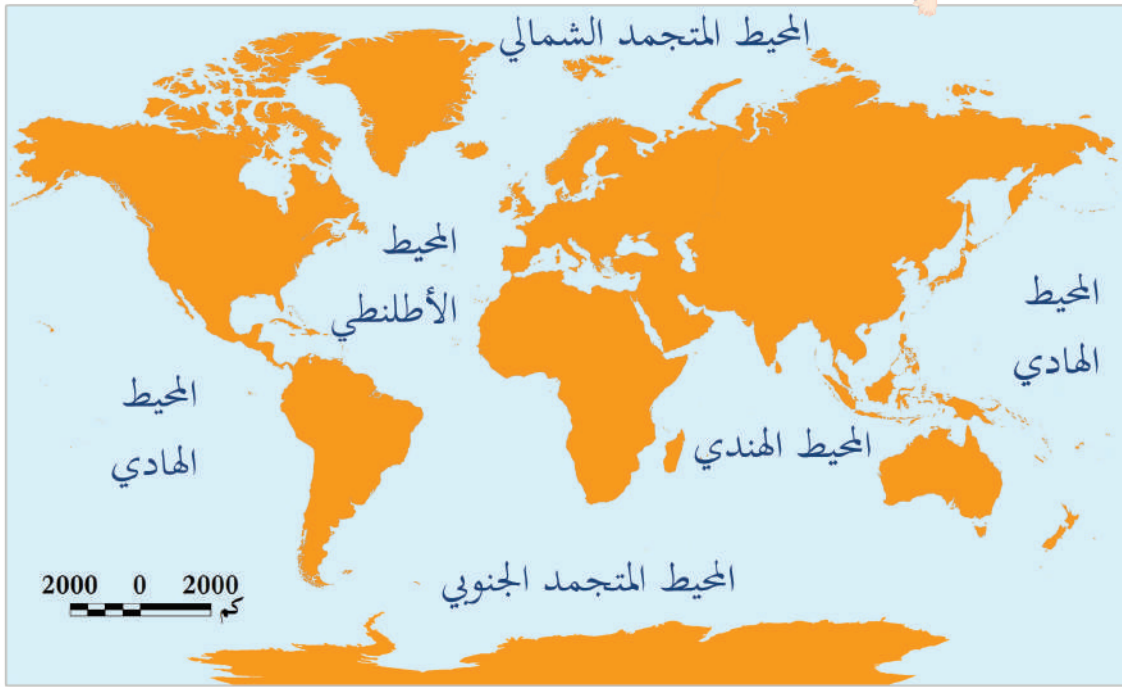 المحيط المتجمد الشمالي
المحيط
الأطلنطي
المحيط
الهادي
المحيط
الهادي
المحيط الهندي
المحيط المتجمد الجنوبي
2000 0 2000
كم